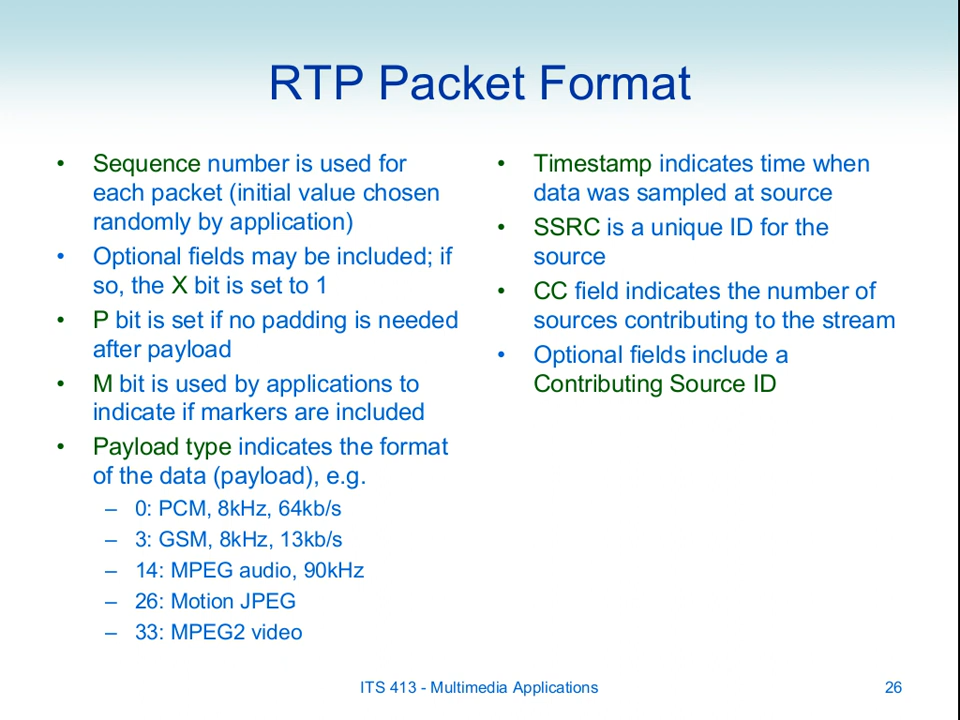 RTP Packet Format
• Sequence number is used for
each packet (initial value chosen
randomly by application)
• Optional fields may be included; if
so, the X bit is set to 1
• P bit is set if no padding is needed
after payload
• M bit is used by applications to
indicate if markers are included
• Payload type indicates the format
of the data (payload), e.g.
– 0: PCM, 8kHz, 64kb/s
– 3: GSM, 8kHz, 13kb/s
– 14: MPEG audio, 90kHz
– 26: Motion JPEG
– 33: MPEG2 video
• Timestamp indicates time when
data was sampled at source
• SSRC is a unique ID for the
source
• CC field indicates the number of
sources contributing to the stream
• Optional fields include a
Contributing Source ID
ITS 413 - Multimedia Applications
26